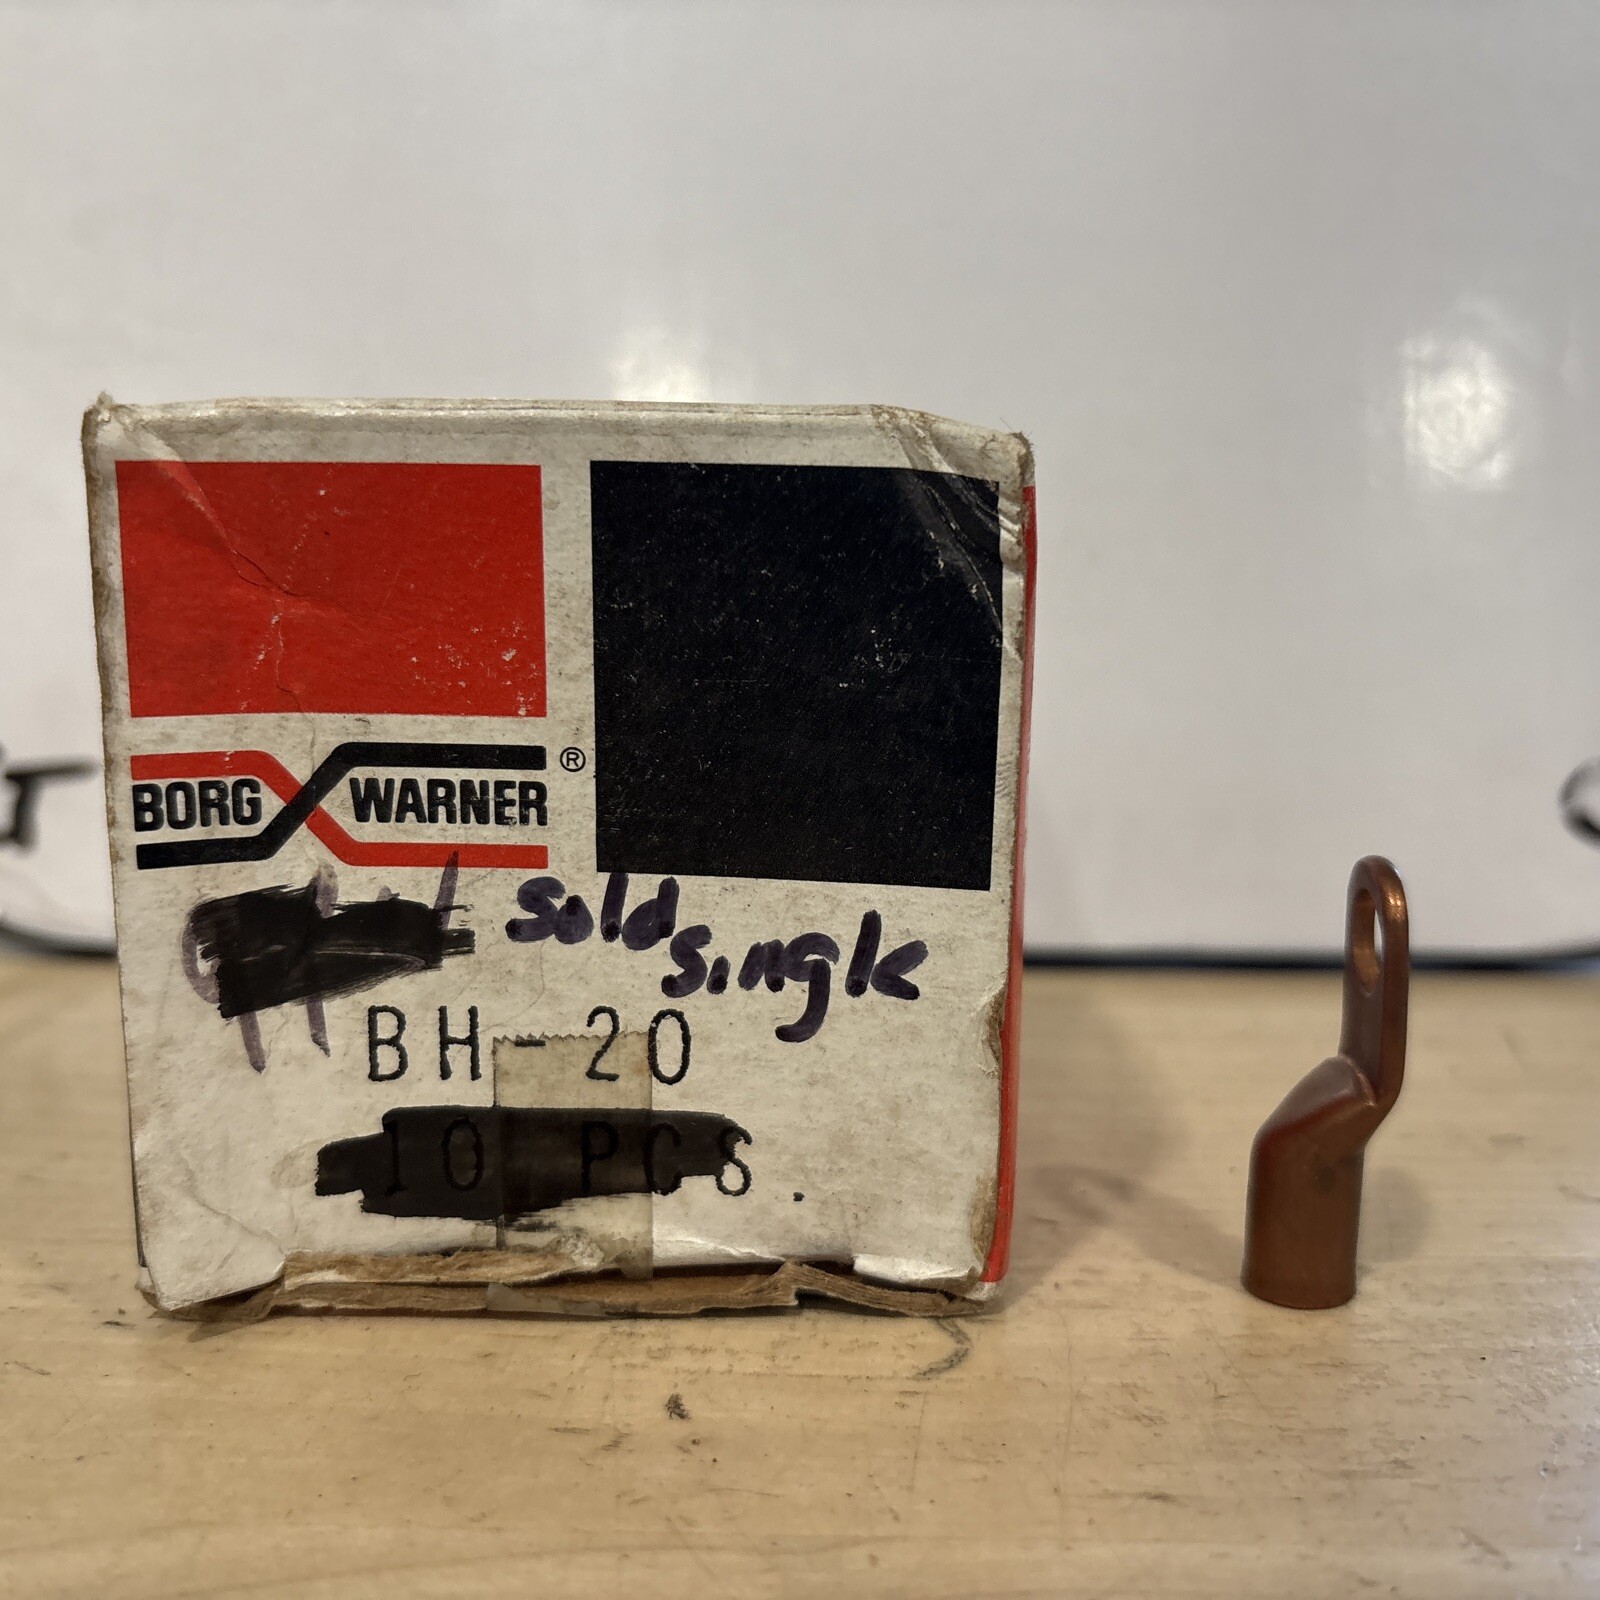 BORG WARNER ®
sold
single
BH-20
10 PCS.